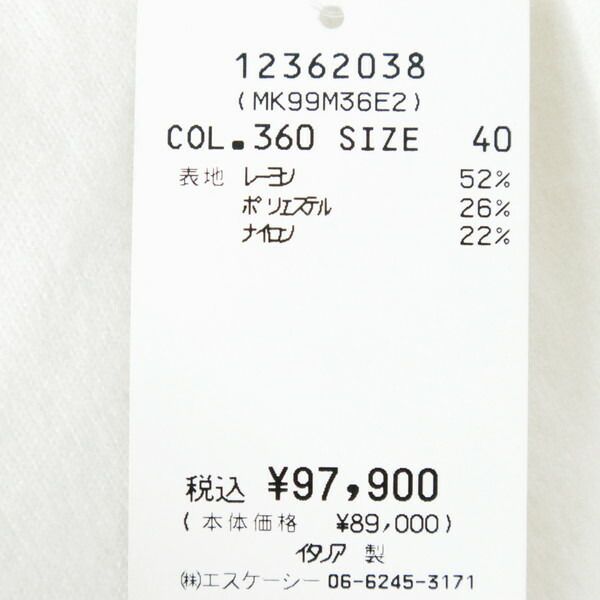 12362038
(MK99M36E2)
COL.360 SIZE 40
表地 レーヨン 52%
ポリエステル 26%
ナイロン 22%
税込 ¥97,900
(本体価格 ¥89,000)
イタリア製
㈱エスケーシー 06-6245-3171